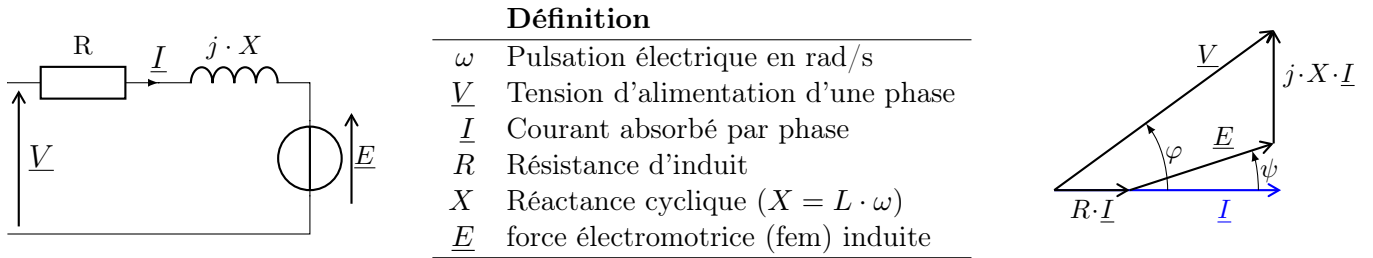 R
I
j · X
V
E
Définition
ω Pulsation électrique en rad/s
V Tension d'alimentation d'une phase
I Courant absorbé par phase
R Résistance d'induit
X Réactance cyclique (X = L · ω)
E force électromotrice (fem) induite
V
j·X·I
E
φ
ψ
R·I
I